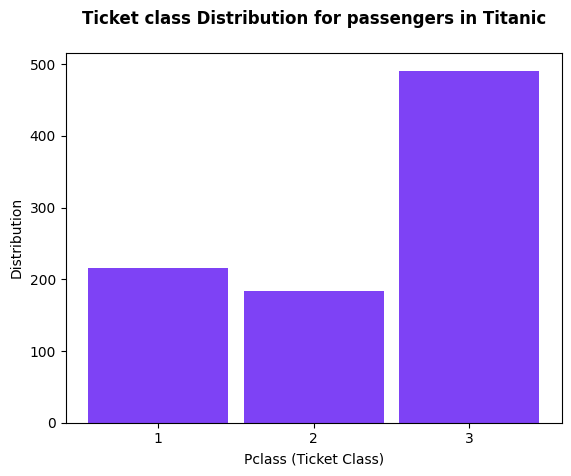 Ticket class Distribution for passengers in Titanic
500
400
300
200
100
0
Distribution
1 2 3
Pclass (Ticket Class)